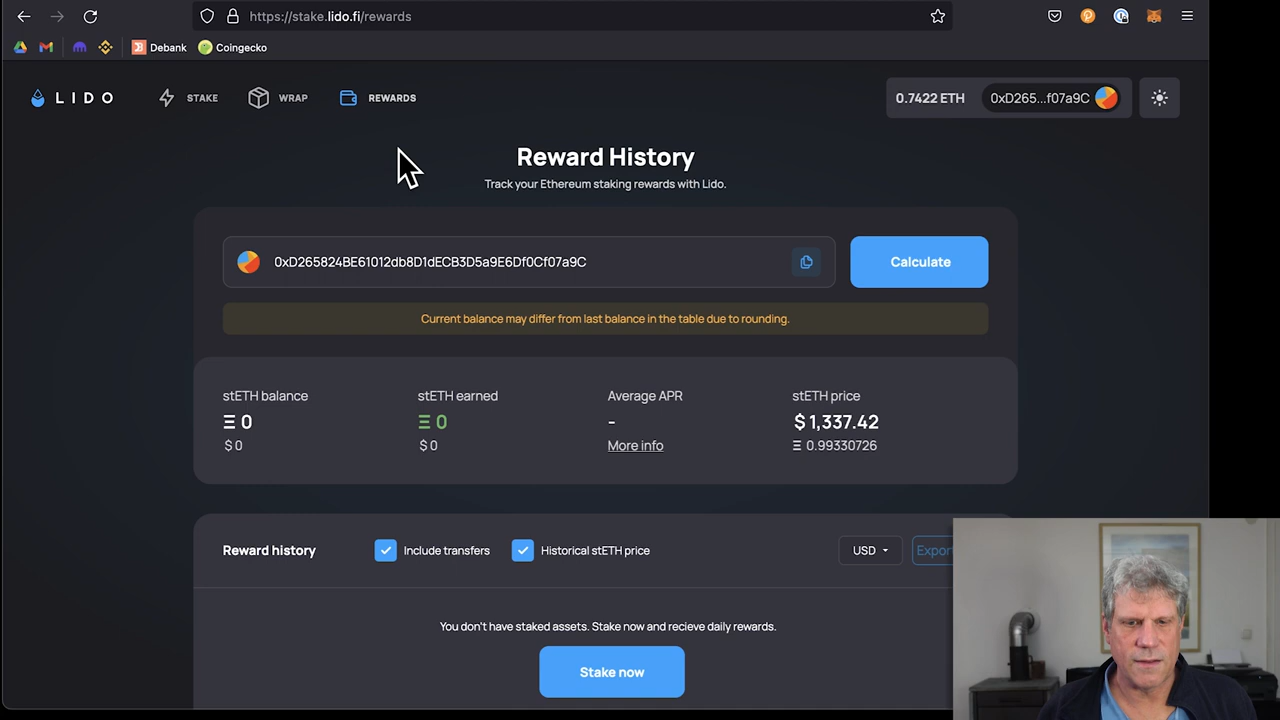 https://stake.lido.fi/rewards
Debank
Coingecko
LIDO
STAKE
WRAP
REWARDS
0.7422 ETH
0xD265...f07a9C
Reward History
Track your Ethereum staking rewards with Lido.
0xD265824BE61012db8D1dECB3D5a9E6Df0Cf07a9C
Calculate
Current balance may differ from last balance in the table due to rounding.
stETH balance
stETH earned
Average APR
stETH price
Ξ 0
Ξ 0
-
$ 1,337.42
$ 0
$ 0
More info
Ξ 0.99330726
Reward history
Include transfers
Historical stETH price
USD
Expor
You don't have staked assets. Stake now and recieve daily rewards.
Stake now